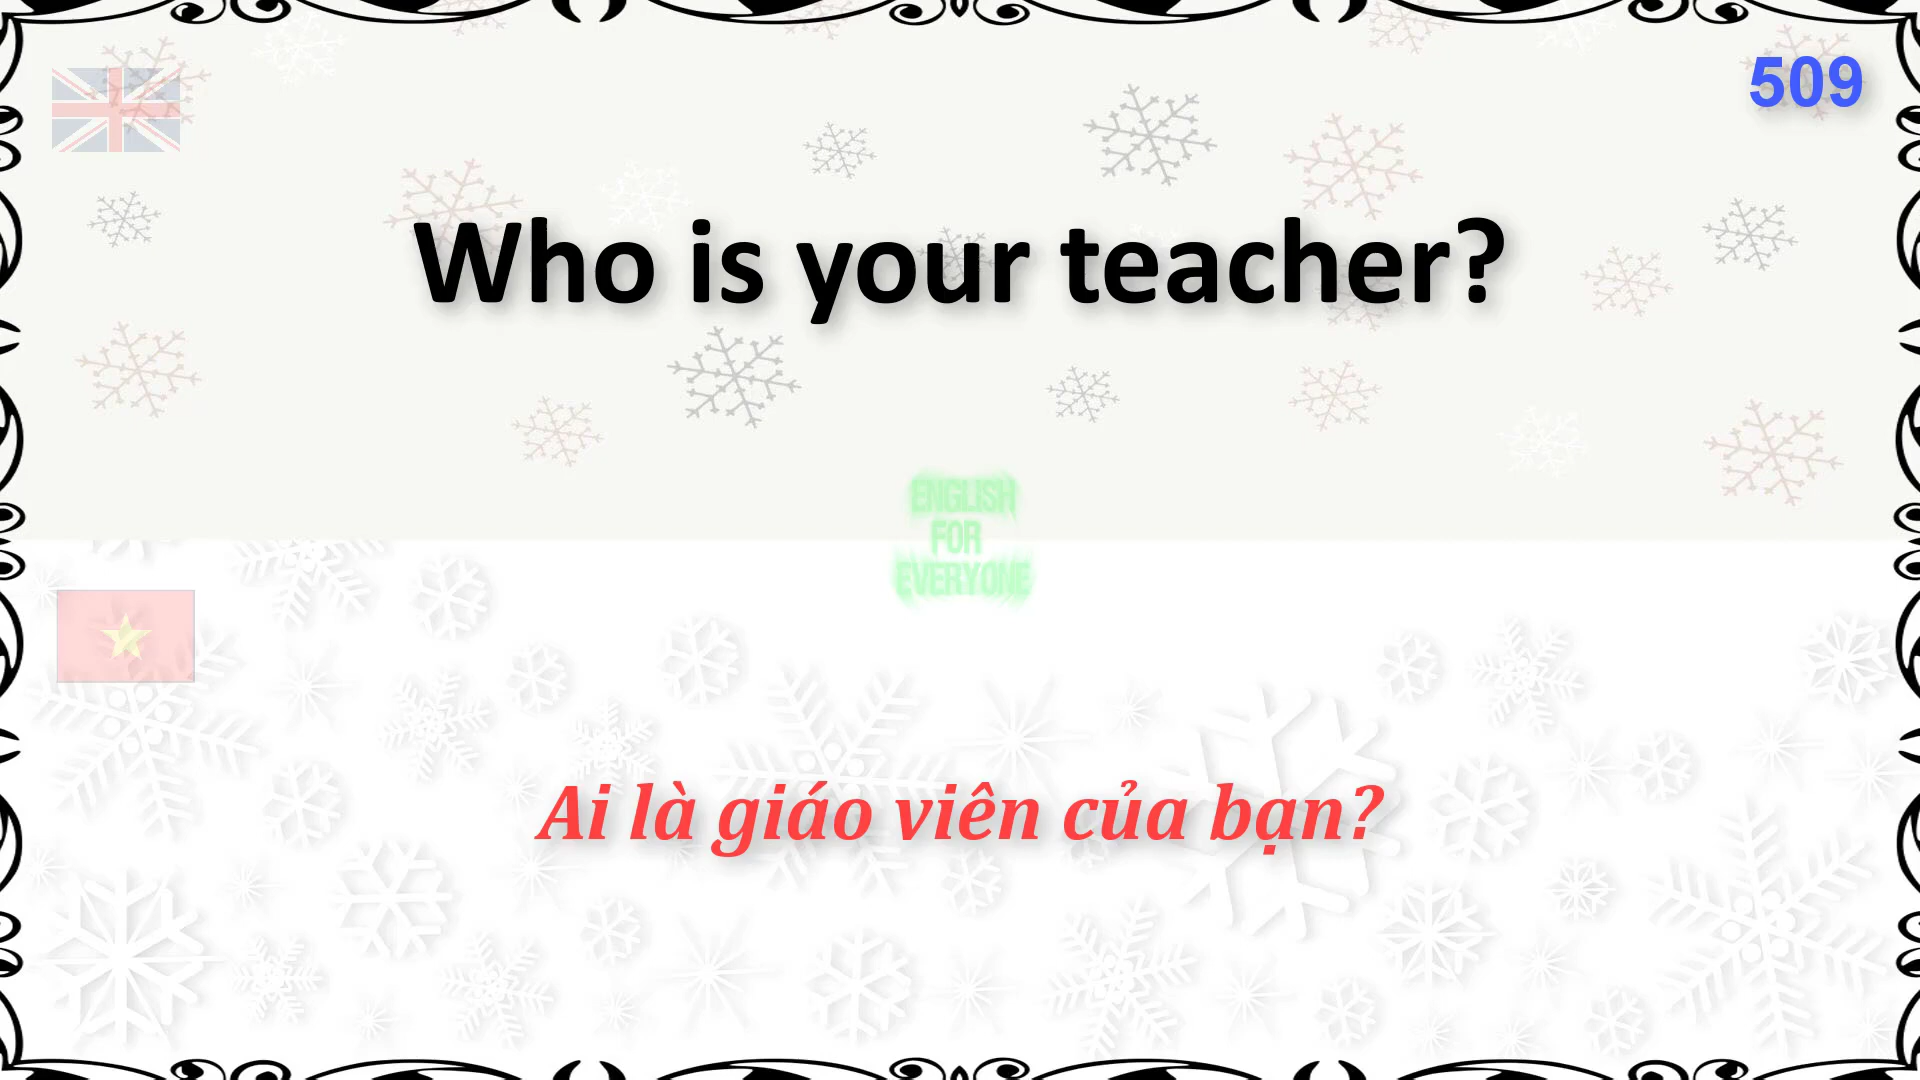 509
Who is your teacher?
ENGLISH
FOR
EVERYONE
Ai là giáo viên của bạn?